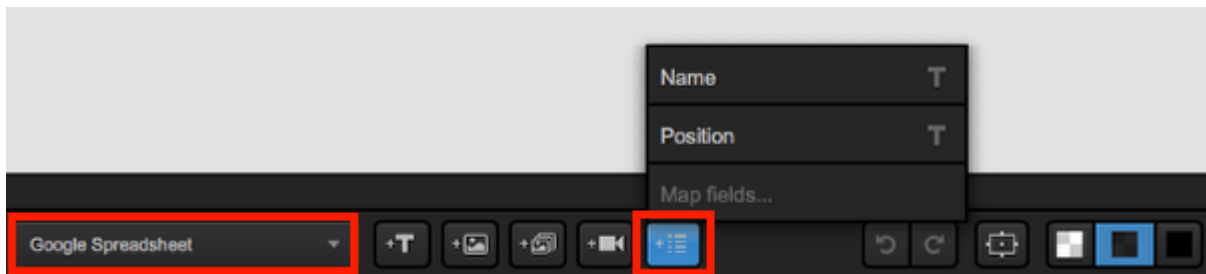 Name T
Position T
Map fields...
Google Spreadsheet
+T